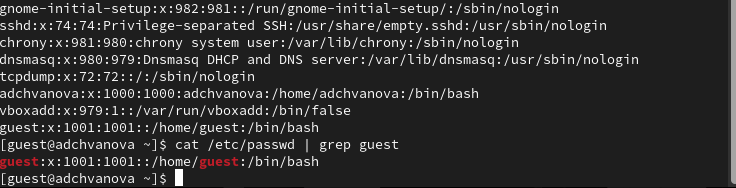 gnome-initial-setup:x:982:981::/run/gnome-initial-setup/:/sbin/nologin
sshd:x:74:74:Privilege-separated SSH:/usr/share/empty.sshd:/usr/sbin/nologin
chrony:x:981:980:chrony system user:/var/lib/chrony:/sbin/nologin
dnsmasq:x:980:979:Dnsmasq DHCP and DNS server:/var/lib/dnsmasq:/usr/sbin/nologin
tcpdump:x:72:72::/:/sbin/nologin
adchvanova:x:1000:1000:adchvanova:/home/adchvanova:/bin/bash
vboxadd:x:979:1::/var/run/vboxadd:/bin/false
guest:x:1001:1001::/home/guest:/bin/bash
[guest@adchvanova ~]$ cat /etc/passwd | grep guest
guest:x:1001:1001::/home/guest:/bin/bash
[guest@adchvanova ~]$